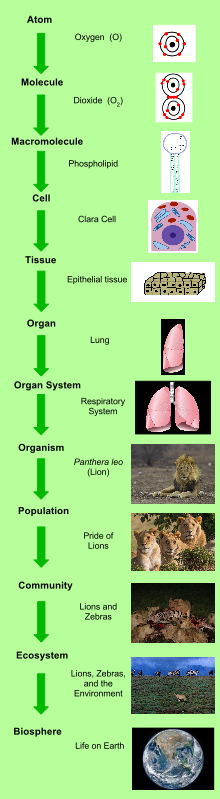 Atom
Oxygen (O)
Molecule
Dioxide (O2)
Macromolecule
Phospholipid
Cell
Clara Cell
Tissue
Epithelial tissue
Organ
Lung
Organ System
Respiratory
System
Organism
Panthera leo
(Lion)
Population
Pride of
Lions
Community
Lions and
Zebras
Ecosystem
Lions, Zebras,
and the
Environment
Biosphere
Life on Earth